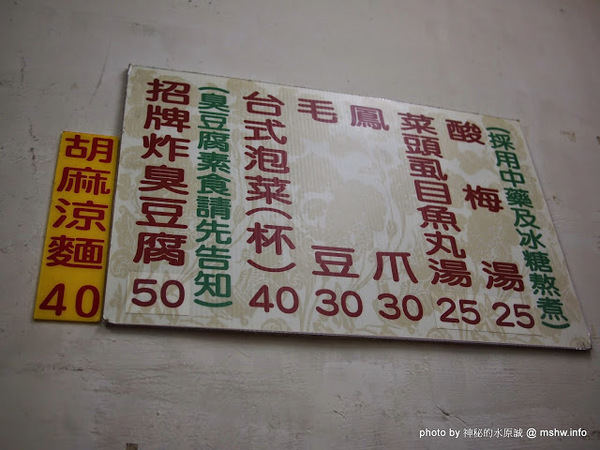 酸梅湯 25
(採用中藥及冰糖熬煮)
菜頭虱目魚丸湯 25
鳳爪 30
毛豆 30
台式泡菜(杯) 40
招牌炸臭豆腐 50
(臭豆腐素食請先告知)
胡麻涼麵 40
photo by 神秘的水原誠 @ mshw.info